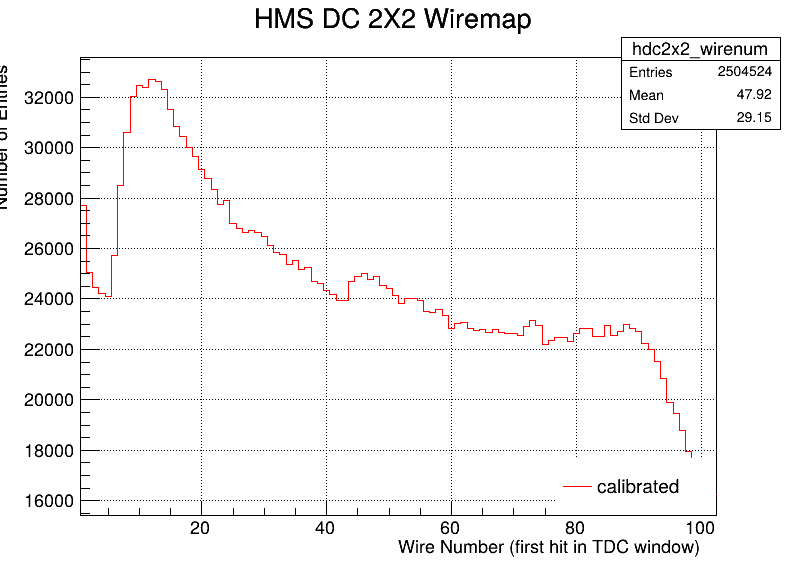 HMS DC 2X2 Wiremap
hdc2x2_wirenum
Entries 2504524
Mean 47.92
Std Dev 29.15
Number of Entries
32000
30000
28000
26000
24000
22000
20000
18000
16000
calibrated
20 40 60 80 100
Wire Number (first hit in TDC window)